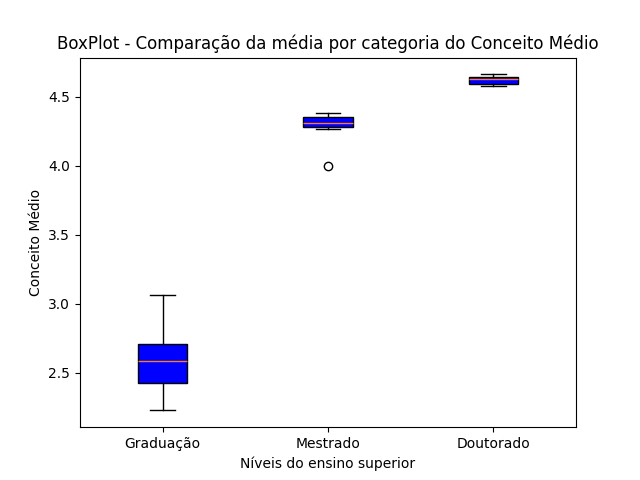 BoxPlot - Comparação da média por categoria do Conceito Médio
4.5
4.0
3.5
3.0
2.5
Conceito Médio
Graduação
Mestrado
Doutorado
Níveis do ensino superior